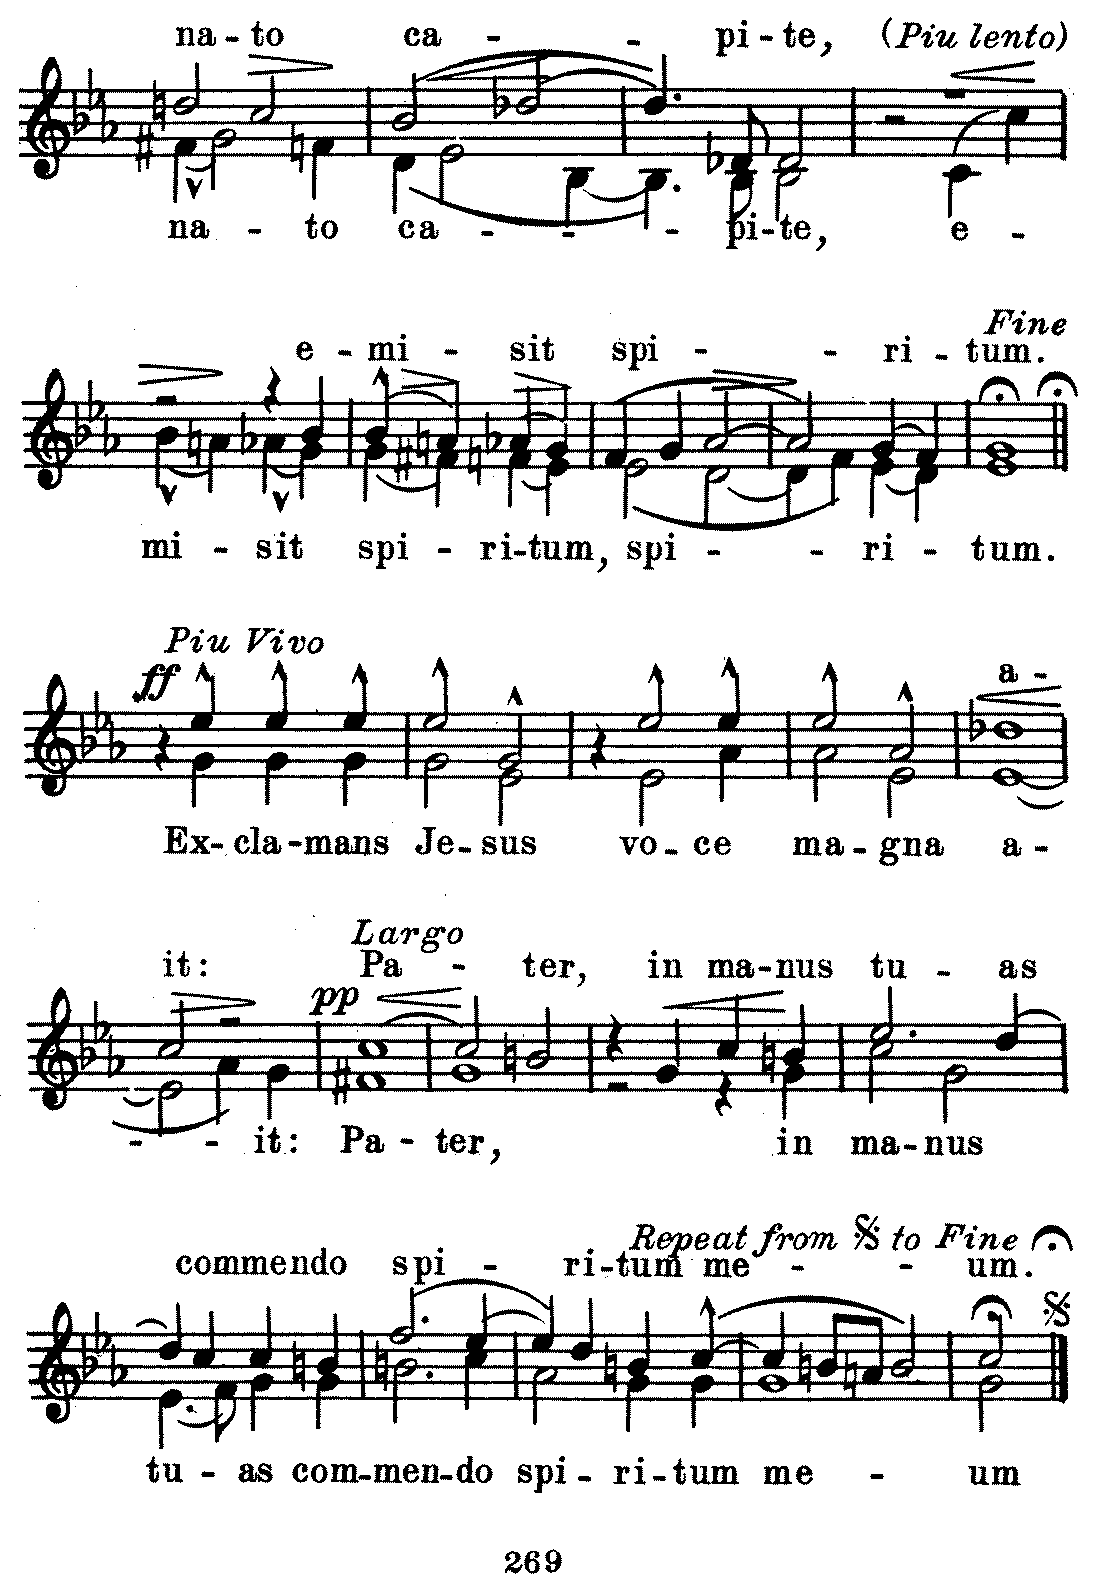 na - to ca - - pi - te, (Piu lento)
na - to ca - - - pi-te, e -
Fine
e - mi - sit spi - - ri - tum.
mi - sit spi - ri-tum, spi - - ri - tum.
Piu Vivo
ff a -
Ex-cla-mans Je-sus vo-ce ma-gna a-
Largo
it: Pa - ter, in ma-nus tu - as
pp
- - it: Pa - ter, in ma-nus
Repeat from 𝄋 to Fine
commendo spi - ri-tum me - - um.
tu - as com-men-do spi - ri-tum me - um
269